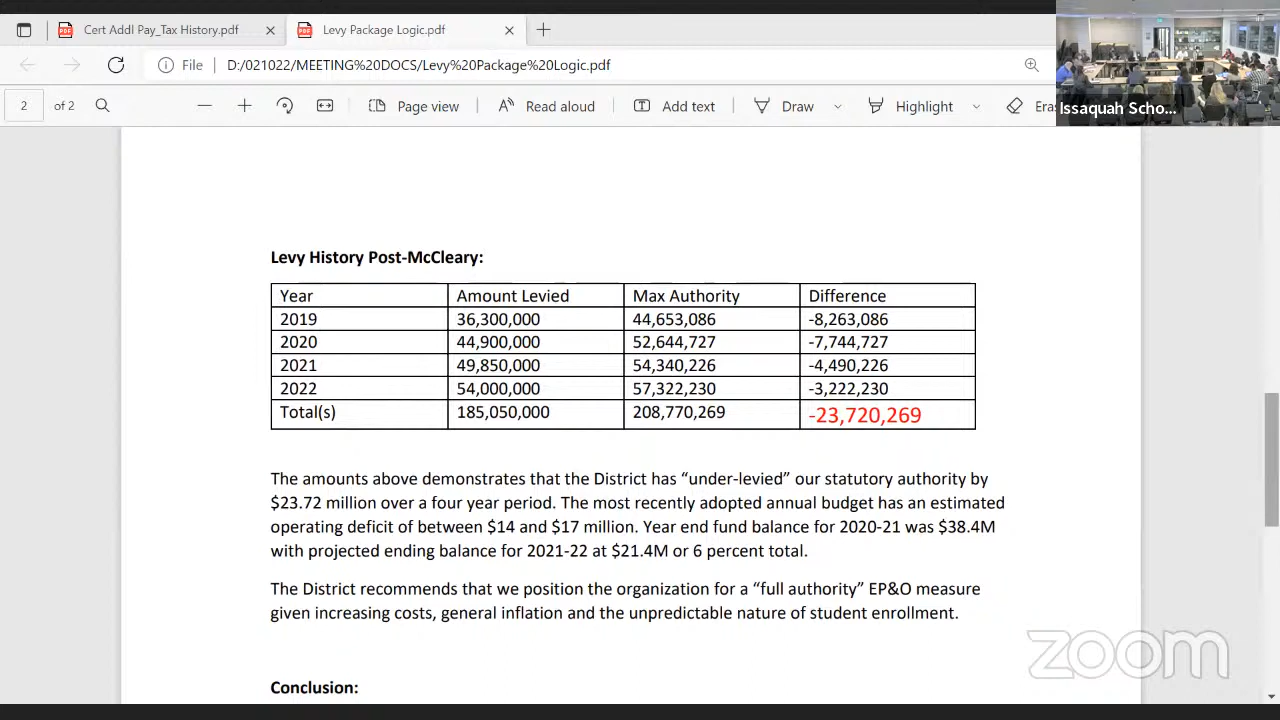 Cert Addl Pay_Tax History.pdf
Levy Package Logic.pdf
File D:/021022/MEETING%20DOCS/Levy%20Package%20Logic.pdf
2 of 2 Page view Read aloud Add text Draw Highlight Era
Issaquah Scho...
Levy History Post-McCleary:
Year Amount Levied Max Authority Difference
2019 36,300,000 44,653,086 -8,263,086
2020 44,900,000 52,644,727 -7,744,727
2021 49,850,000 54,340,226 -4,490,226
2022 54,000,000 57,322,230 -3,222,230
Total(s) 185,050,000 208,770,269 -23,720,269
The amounts above demonstrates that the District has “under-levied” our statutory authority by
$23.72 million over a four year period. The most recently adopted annual budget has an estimated
operating deficit of between $14 and $17 million. Year end fund balance for 2020-21 was $38.4M
with projected ending balance for 2021-22 at $21.4M or 6 percent total.
The District recommends that we position the organization for a “full authority” EP&O measure
given increasing costs, general inflation and the unpredictable nature of student enrollment.
zoom
Conclusion: